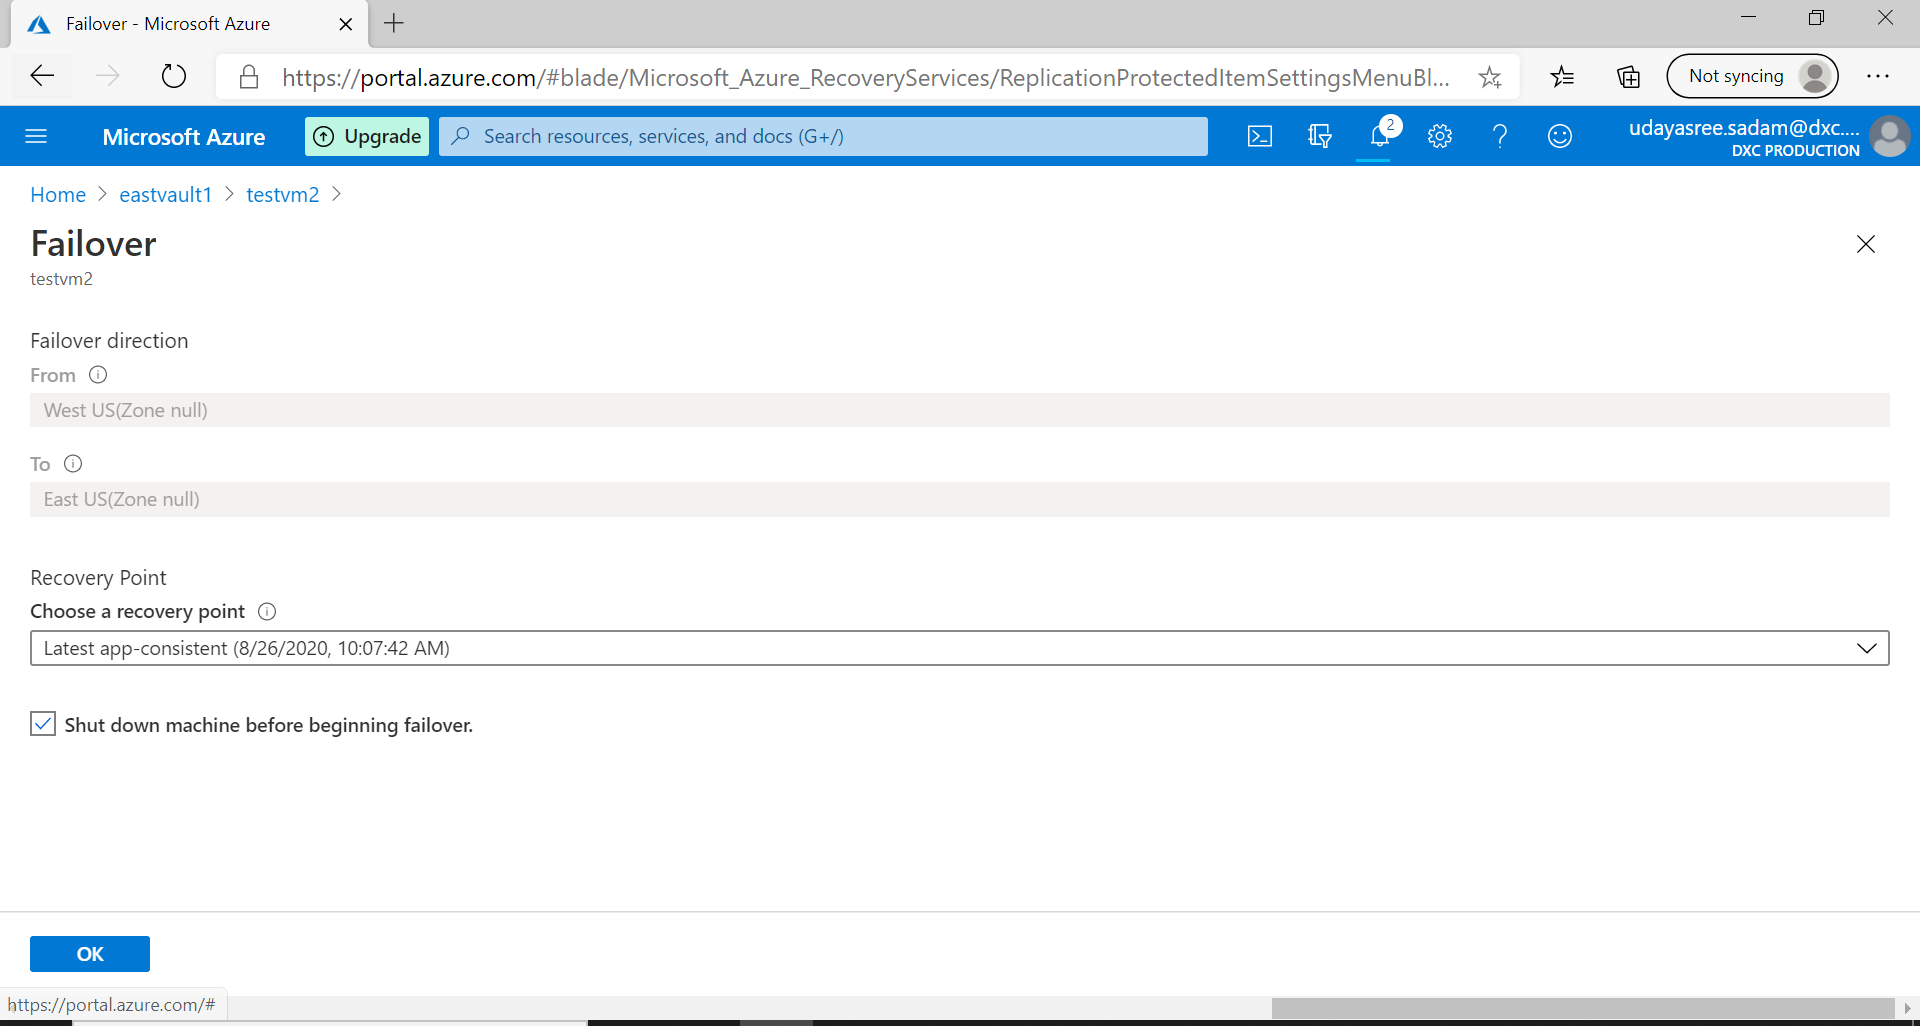 Failover - Microsoft Azure
https://portal.azure.com/#blade/Microsoft_Azure_RecoveryServices/ReplicationProtectedItemSettingsMenuBl...
Not syncing
Microsoft Azure
Upgrade
Search resources, services, and docs (G+/)
2
udayasree.sadam@dxc....
DXC PRODUCTION
Home > eastvault1 > testvm2 >
Failover
testvm2
Failover direction
From
West US(Zone null)
To
East US(Zone null)
Recovery Point
Choose a recovery point
Latest app-consistent (8/26/2020, 10:07:42 AM)
Shut down machine before beginning failover.
OK
https://portal.azure.com/#